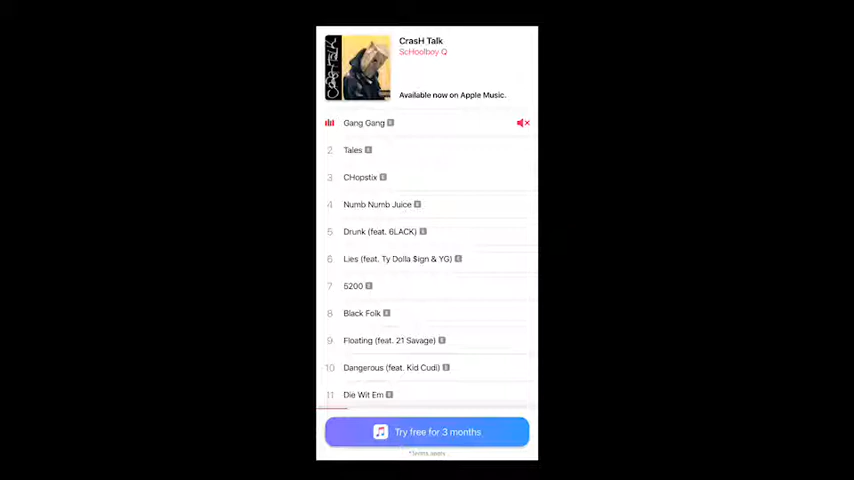 CrasH Talk
ScHoolboy Q
Available now on Apple Music.
Gang Gang E
2 Tales E
3 CHopstix E
4 Numb Numb Juice E
5 Drunk (feat. 6LACK) E
6 Lies (feat. Ty Dolla $ign & YG) E
7 5200 E
8 Black Folk E
9 Floating (feat. 21 Savage) E
10 Dangerous (feat. Kid Cudi) E
11 Die Wit Em E
Try free for 3 months
*Terms apply